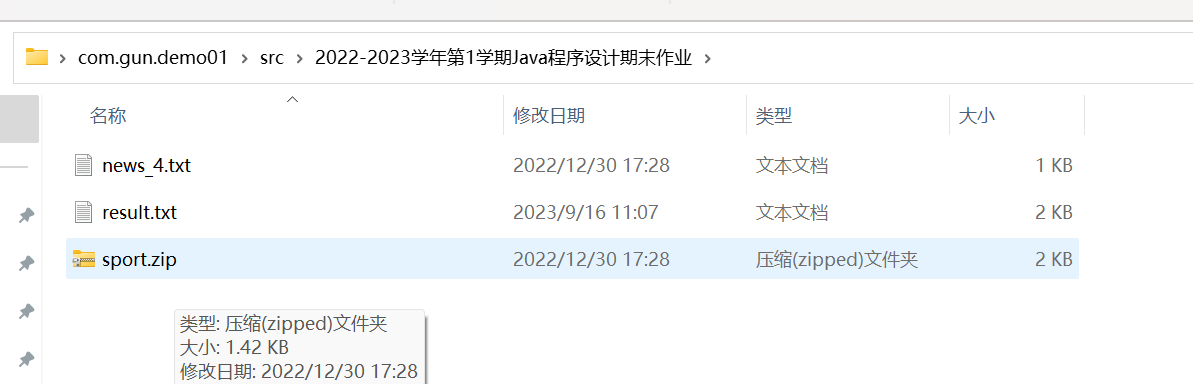 com.gun.demo01 > src > 2022-2023学年第1学期Java程序设计期末作业 >
名称 修改日期 类型 大小
news_4.txt 2022/12/30 17:28 文本文档 1 KB
result.txt 2023/9/16 11:07 文本文档 2 KB
sport.zip 2022/12/30 17:28 压缩(zipped)文件夹 2 KB
类型: 压缩(zipped)文件夹
大小: 1.42 KB
修改日期: 2022/12/30 17:28